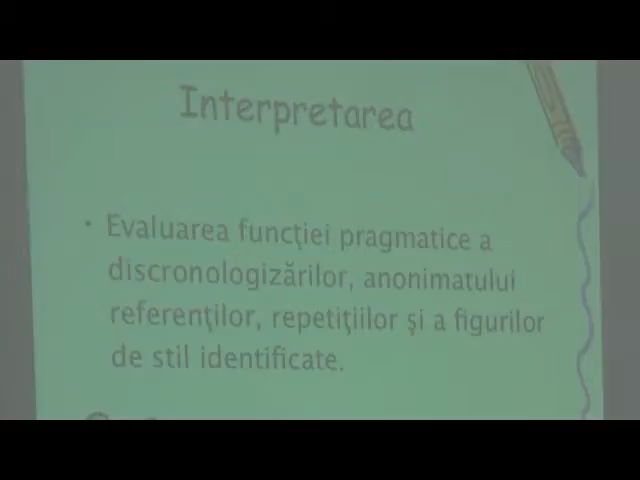 Interpretarea
• Evaluarea funcţiei pragmatice a
discronologizărilor, anonimatului
referenţilor, repetiţiilor şi a figurilor
de stil identificate.